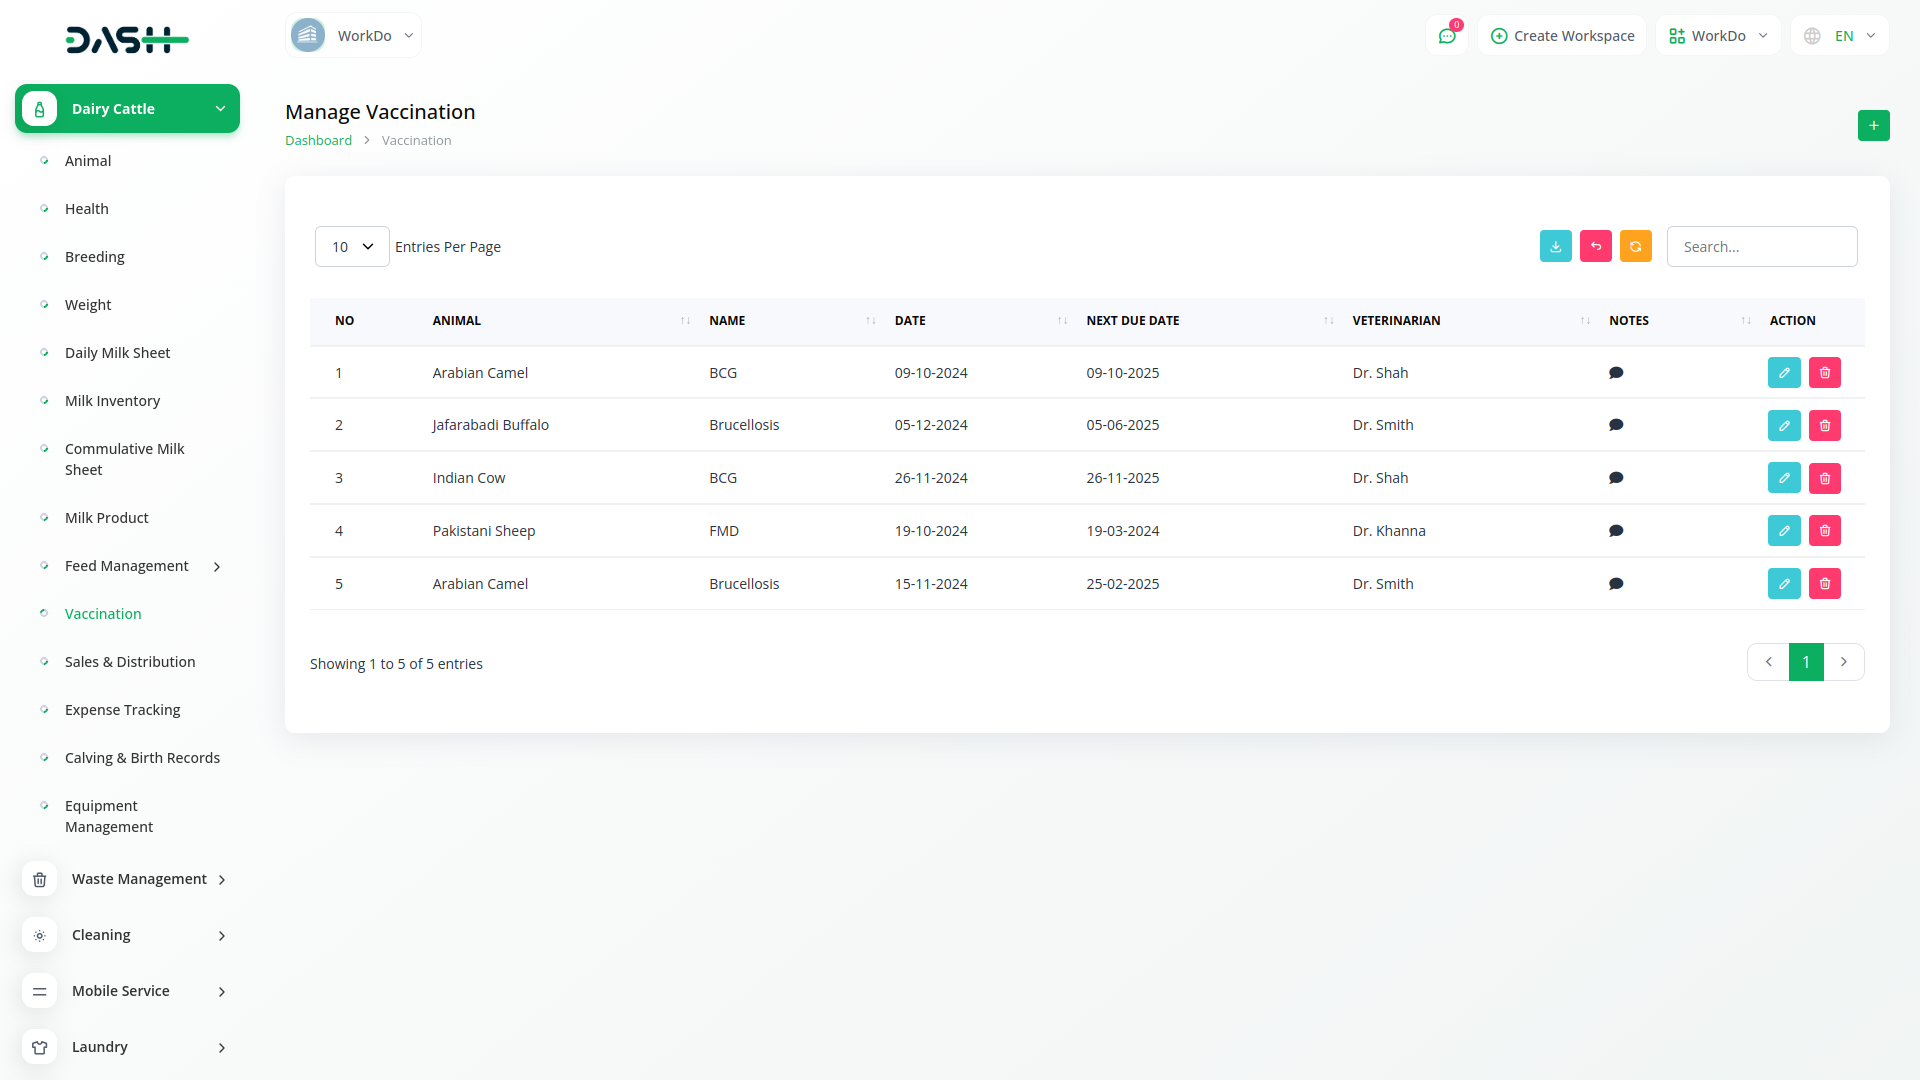 DASH
WorkDo
0
Create Workspace
WorkDo
EN
Dairy Cattle
Animal
Health
Breeding
Weight
Daily Milk Sheet
Milk Inventory
Commulative Milk
Sheet
Milk Product
Feed Management
Vaccination
Sales & Distribution
Expense Tracking
Calving & Birth Records
Equipment
Management
Waste Management
Cleaning
Mobile Service
Laundry
Manage Vaccination
Dashboard > Vaccination
+
10 Entries Per Page
Search...
NO ANIMAL NAME DATE NEXT DUE DATE VETERINARIAN NOTES ACTION
1 Arabian Camel BCG 09-10-2024 09-10-2025 Dr. Shah
2 Jafarabadi Buffalo Brucellosis 05-12-2024 05-06-2025 Dr. Smith
3 Indian Cow BCG 26-11-2024 26-11-2025 Dr. Shah
4 Pakistani Sheep FMD 19-10-2024 19-03-2024 Dr. Khanna
5 Arabian Camel Brucellosis 15-11-2024 25-02-2025 Dr. Smith
Showing 1 to 5 of 5 entries
‹ 1 ›